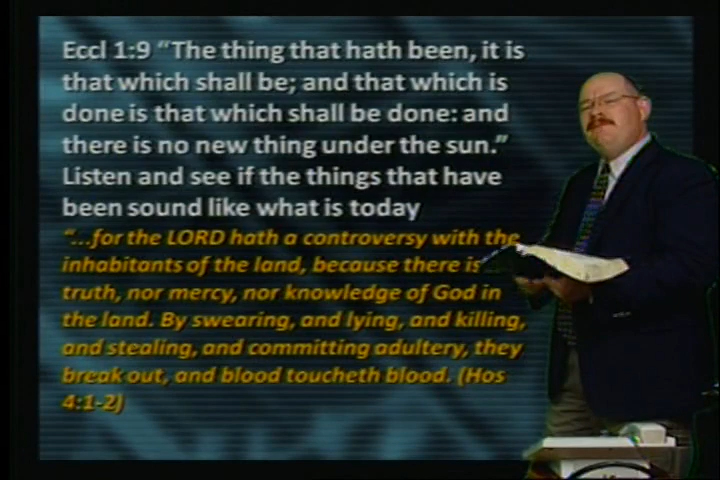 Eccl 1:9 “The thing that hath been, it is
that which shall be; and that which is
done is that which shall be done: and
there is no new thing under the sun.”
Listen and see if the things that have
been sound like what is today
“...for the LORD hath a controversy with the
inhabitants of the land, because there is
truth, nor mercy, nor knowledge of God in
the land. By swearing, and lying, and killing,
and stealing, and committing adultery, they
break out, and blood toucheth blood. (Hos
4:1-2)